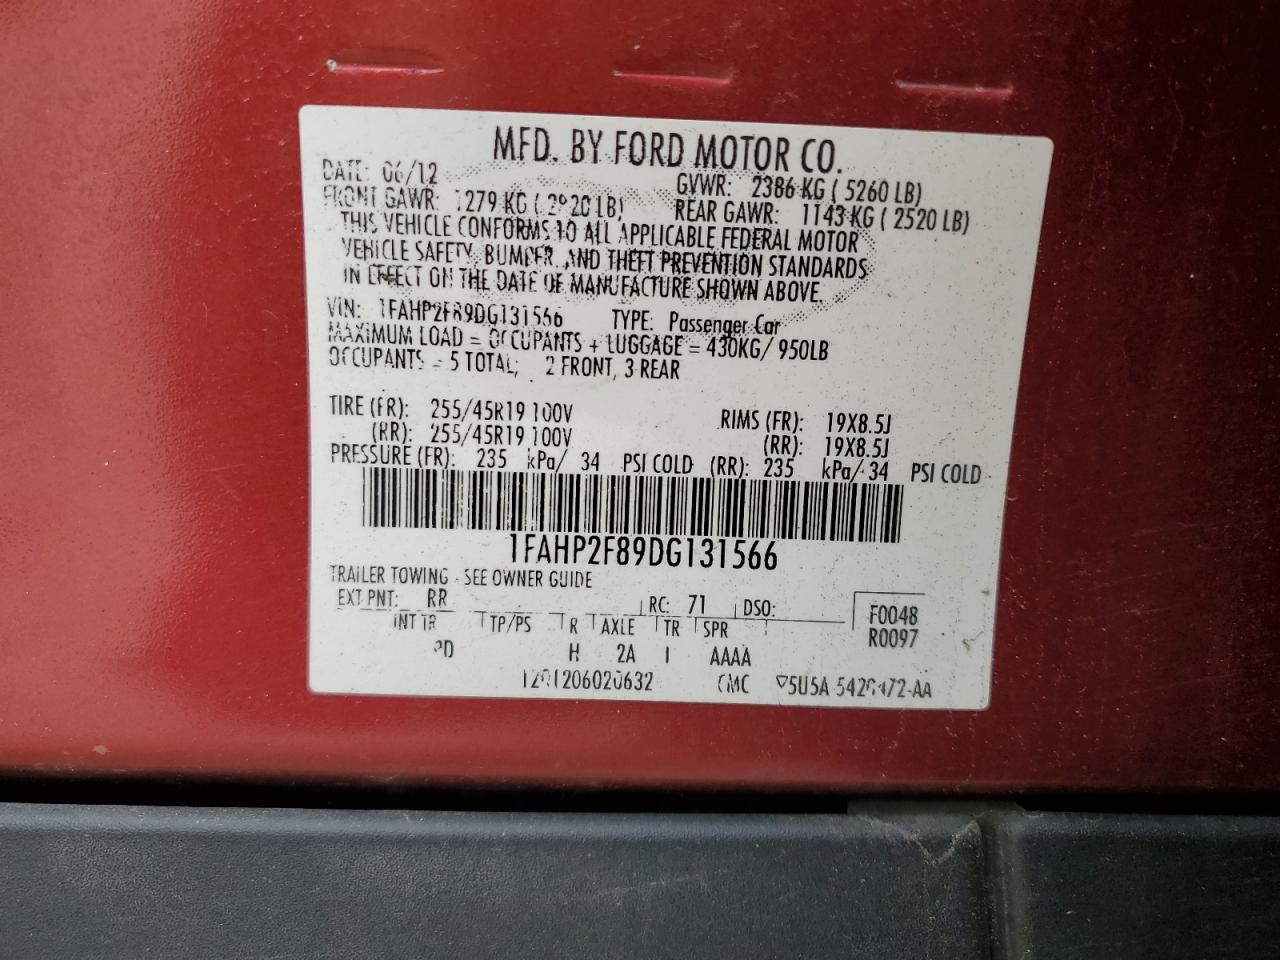 MFD. BY FORD MOTOR CO.
DATE: 06/12 GVWR: 2386 KG ( 5260 LB)
FRONT GAWR: 1279 KG ( 2820 LB) REAR GAWR: 1143 KG ( 2520 LB)
THIS VEHICLE CONFORMS TO ALL APPLICABLE FEDERAL MOTOR
VEHICLE SAFETY, BUMPER, AND THEFT PREVENTION STANDARDS
IN EFFECT ON THE DATE OF MANUFACTURE SHOWN ABOVE.
VIN: 1FAHP2F89DG131566 TYPE: Passenger Car
MAXIMUM LOAD = OCCUPANTS + LUGGAGE = 430KG/ 950LB
OCCUPANTS = 5 TOTAL; 2 FRONT, 3 REAR
TIRE (FR): 255/45R19 100V RIMS (FR): 19X8.5J
(RR): 255/45R19 100V (RR): 19X8.5J
PRESSURE (FR): 235 kPa/ 34 PSI COLD (RR): 235 kPa/ 34 PSI COLD
1FAHP2F89DG131566
TRAILER TOWING - SEE OWNER GUIDE
EXT PNT: RR RC: 71 DSO: F0048
INT TR TP/PS R AXLE TR SPR R0097
H 2A I AAAA
1201206020632 CMC